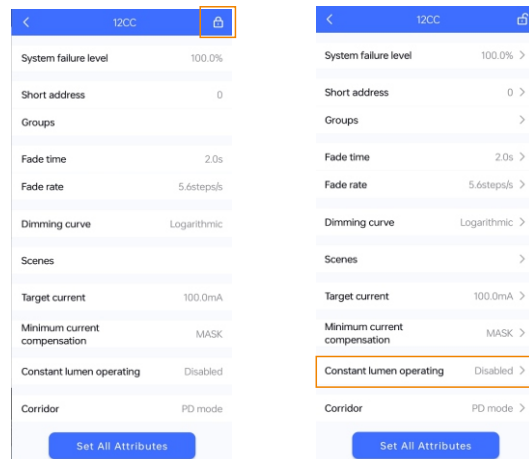 12CC
System failure level 100.0%
Short address 0
Groups
Fade time 2.0s
Fade rate 5.6steps/s
Dimming curve Logarithmic
Scenes
Target current 100.0mA
Minimum current
compensation MASK
Constant lumen operating Disabled
Corridor PD mode
Set All Attributes
12CC
System failure level 100.0%
Short address 0
Groups
Fade time 2.0s
Fade rate 5.6steps/s
Dimming curve Logarithmic
Scenes
Target current 100.0mA
Minimum current
compensation MASK
Constant lumen operating Disabled
Corridor PD mode
Set All Attributes